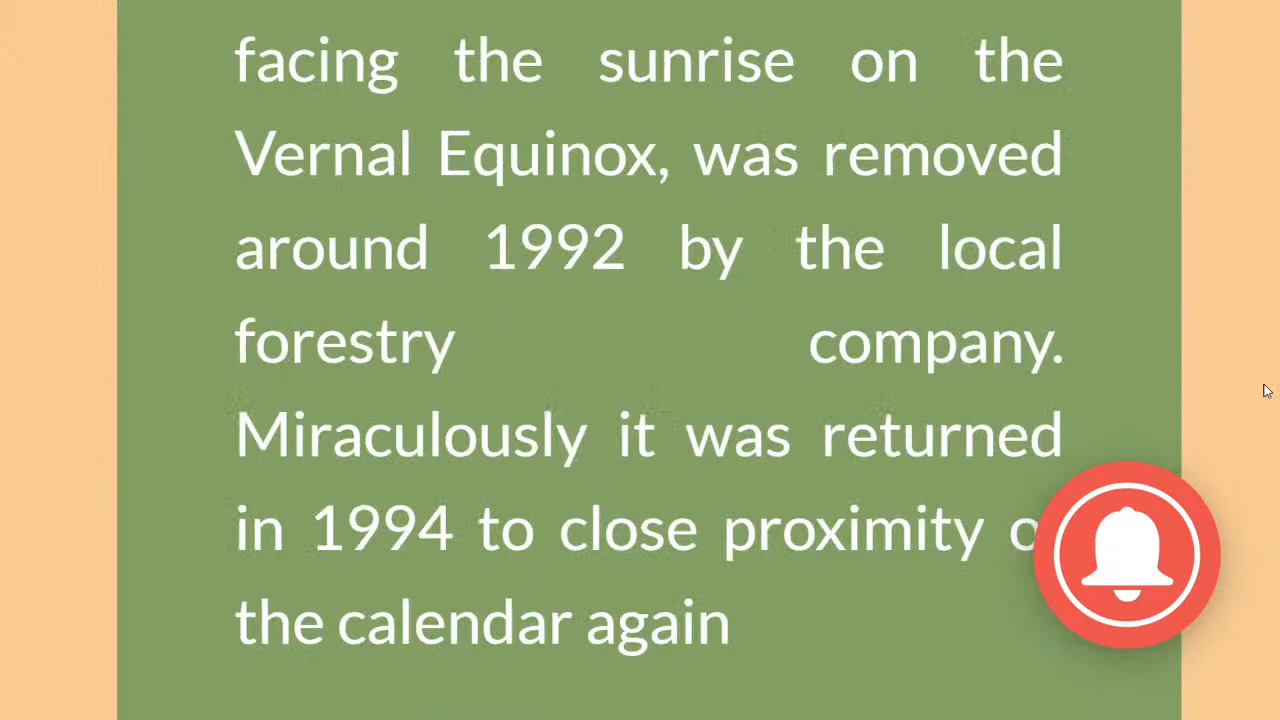 facing the sunrise on the
Vernal Equinox, was removed
around 1992 by the local
forestry company.
Miraculously it was returned
in 1994 to close proximity
the calendar again